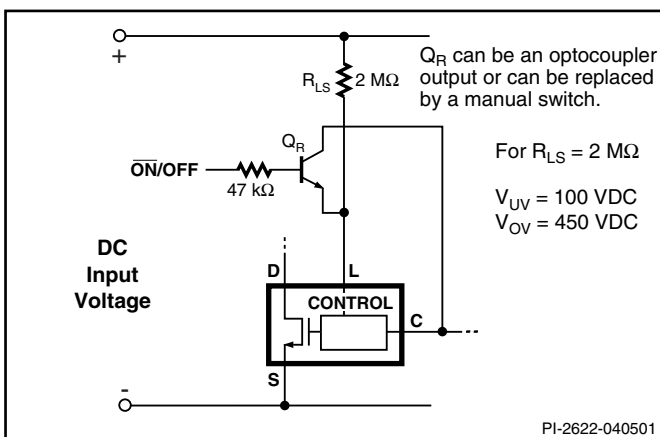 +
R_LS 2 MΩ
Q_R can be an optocoupler
output or can be replaced
by a manual switch.
Q_R
ON/OFF
47 kΩ
For R_LS = 2 MΩ
V_UV = 100 VDC
V_OV = 450 VDC
DC
Input
Voltage
D
L
CONTROL
C
S
-
PI-2622-040501